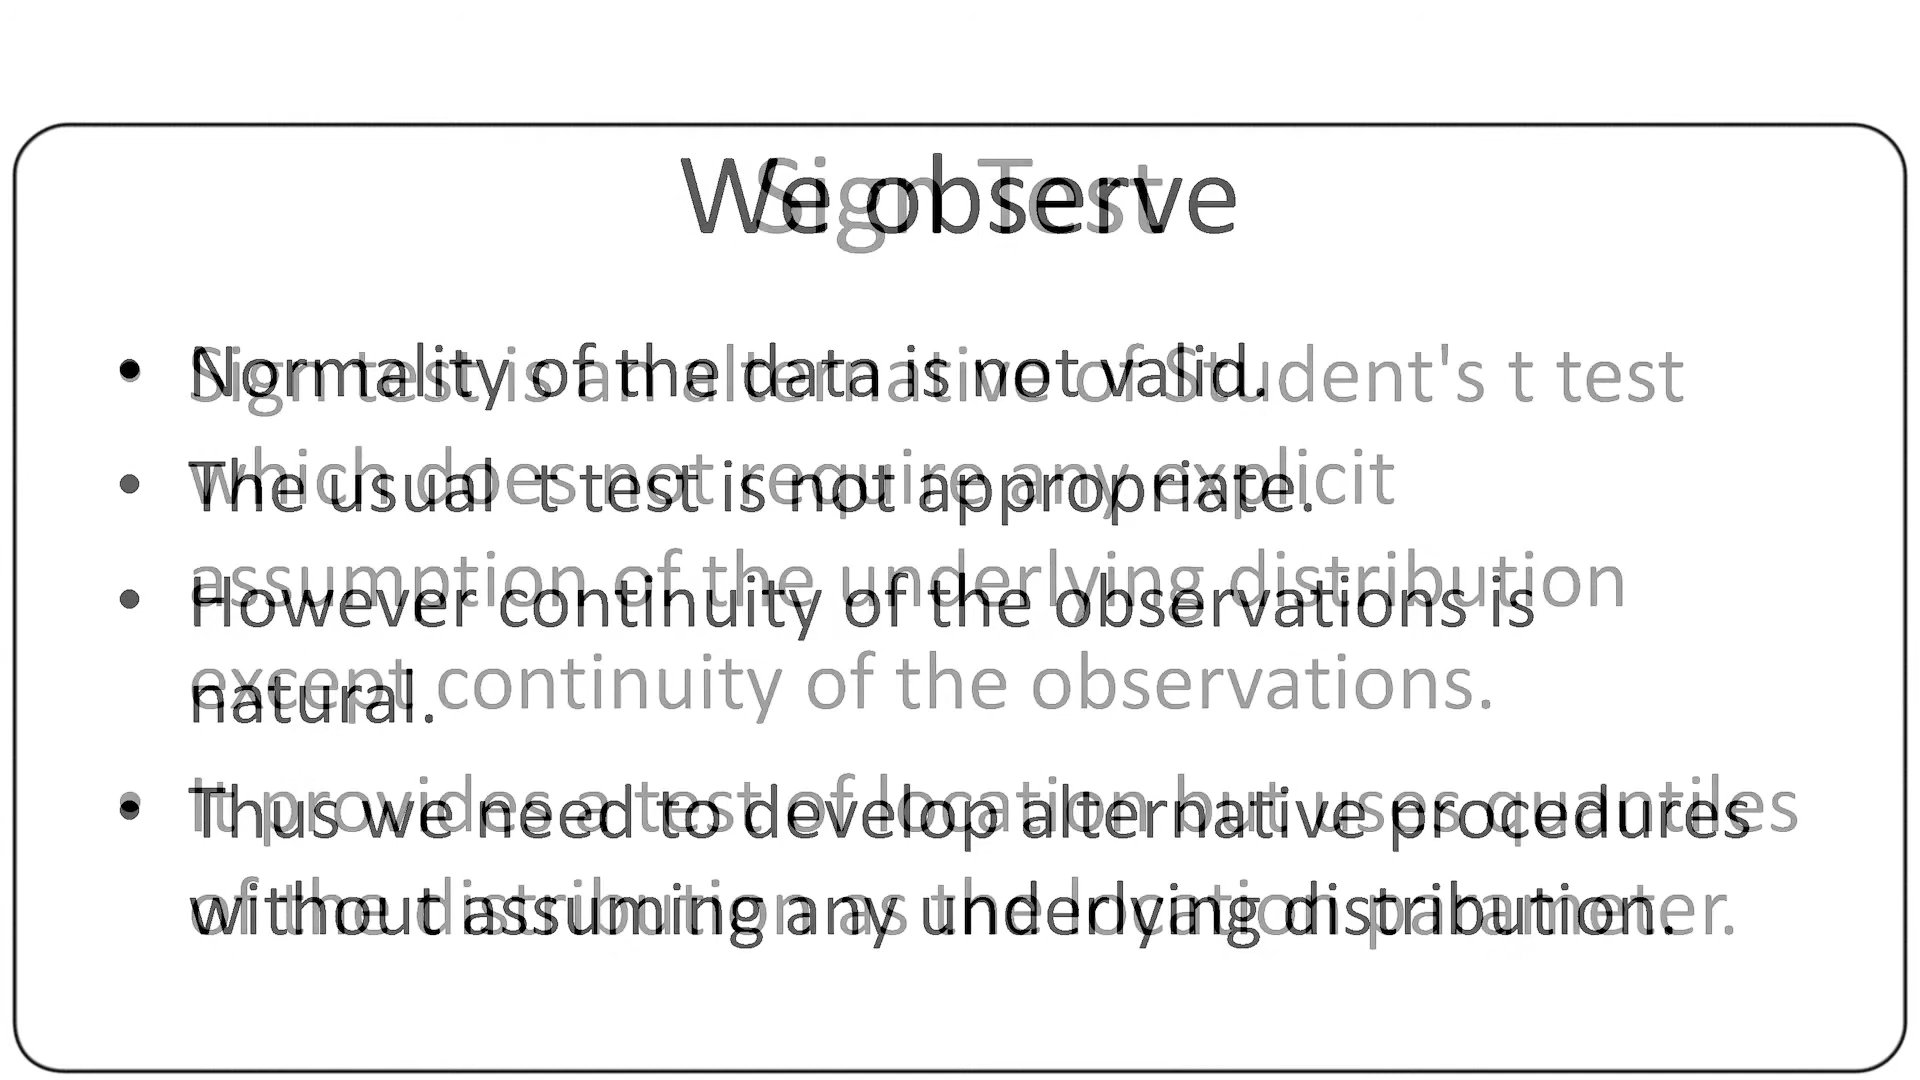 We observe
• Normality of the data is not valid.
• The usual t test is not appropriate.
• However continuity of the observations is
natural.
• Thus we need to develop alternative procedures
without assuming any underlying distribution.
Sign Test
• Sign test is an alternative of Student's t test
which does not require any explicit
assumption of the underlying distribution
except continuity of the observations.
• It provides a test of location but uses quantiles
of the distribution as the location parameter.